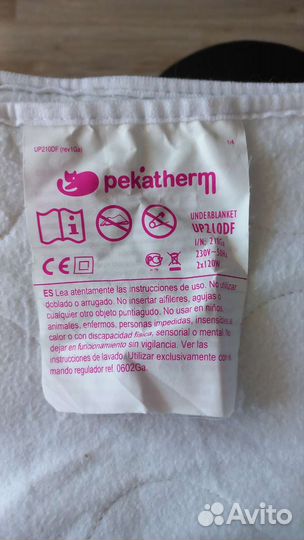 UP210DF (rev10a)
14
pekatherm
UNDERBLANKET
UP210DF
230V~50Hz
2x120W
CE
ES Lea atentamente las instrucciones de uso. No utilizar
doblado o arrugado. No insertar alfileres, agujas o
cualquier otro objeto puntiagudo. No usar en niños,
animales, enfermos, personas impedidas, insensibles al
calor o con discapacidad física, sensorial o mental. No
dejar en funcionamiento sin vigilancia. Ver las
instrucciones de lavado. Utilizar exclusivamente con el
mando regulador ref. 0602Ga.
Avito